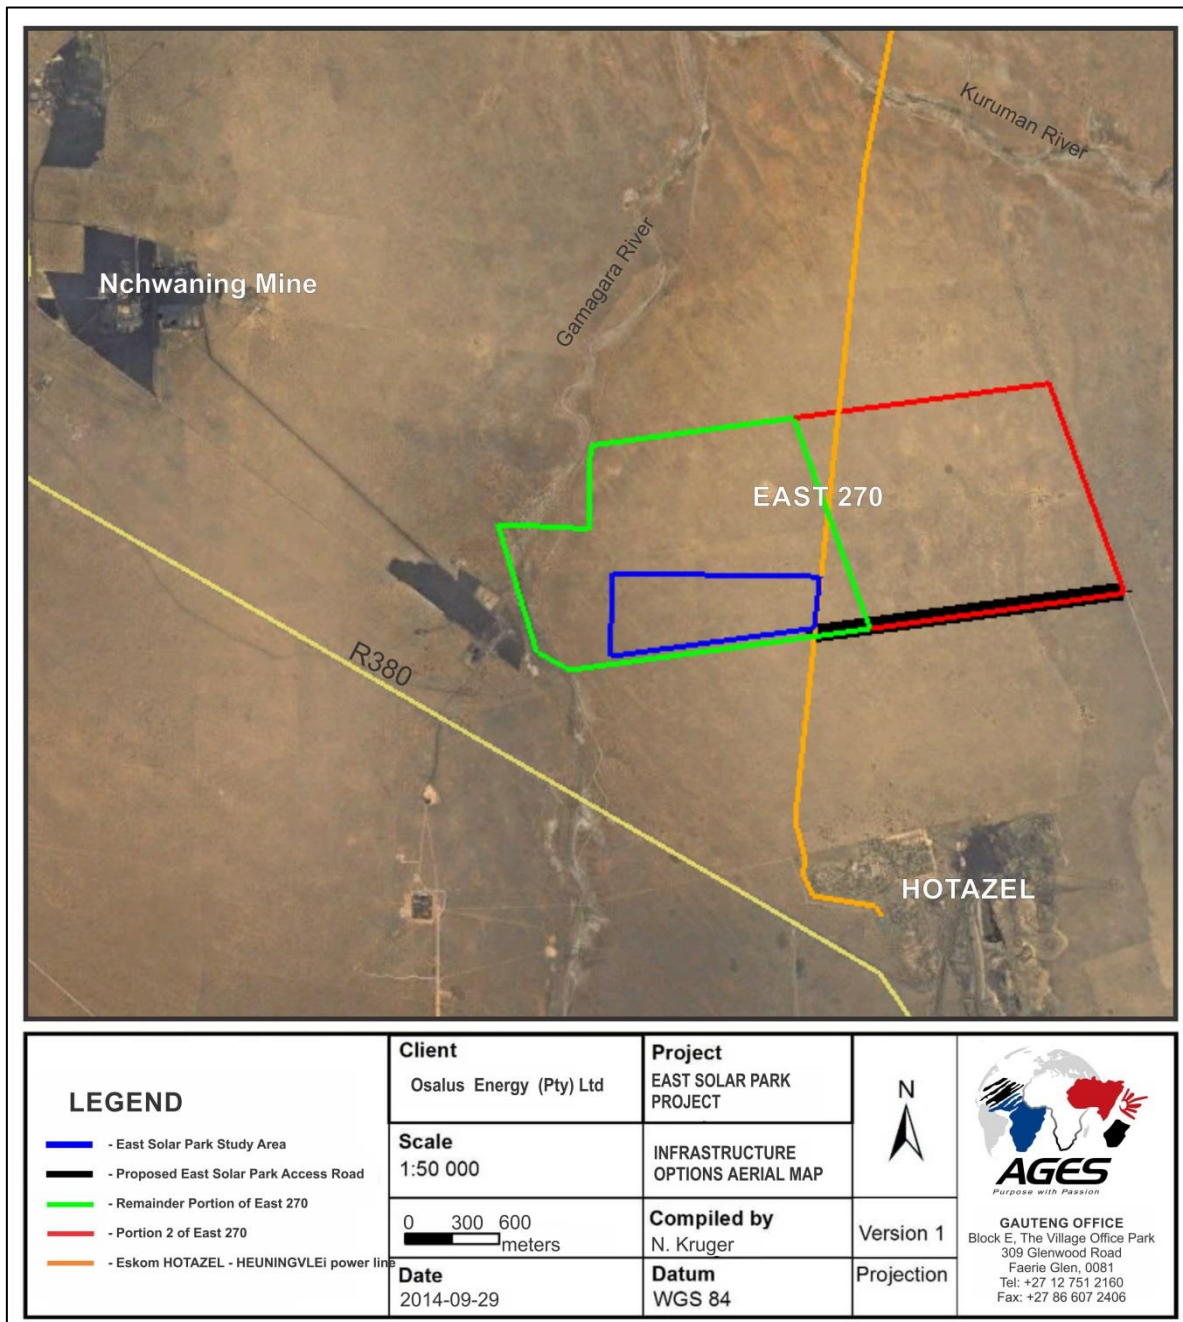 Kuruman River
Gamagara River
Nchwaning Mine
EAST 270
R380
HOTAZEL
LEGEND
- East Solar Park Study Area
- Proposed East Solar Park Access Road
- Remainder Portion of East 270
- Portion 2 of East 270
- Eskom HOTAZEL - HEUNINGVLEi power line
Client
Osalus Energy (Pty) Ltd
Project
EAST SOLAR PARK
PROJECT
Scale
1:50 000
INFRASTRUCTURE
OPTIONS AERIAL MAP
0 300 600
meters
Compiled by
N. Kruger
Date
2014-09-29
Datum
WGS 84
N
Version 1
Projection
AGES
Purpose with Passion
GAUTENG OFFICE
Block E, The Village Office Park
309 Glenwood Road
Faerie Glen, 0081
Tel: +27 12 751 2160
Fax: +27 86 607 2406